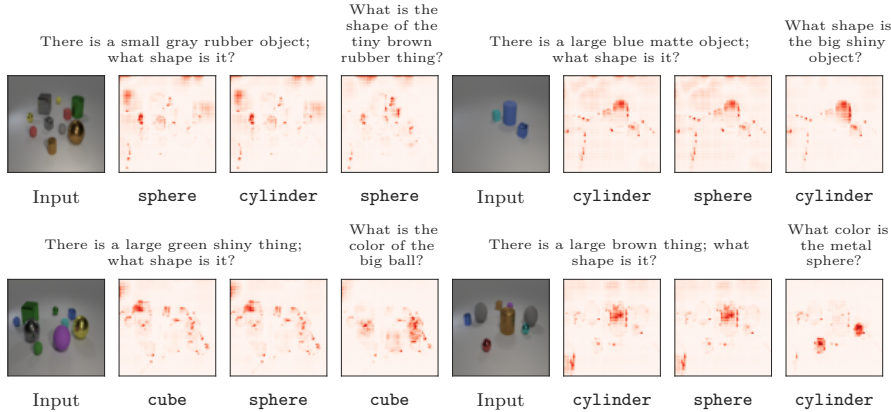 There is a small gray rubber object;
what shape is it?
What is the
shape of the
tiny brown
rubber thing?
There is a large blue matte object;
what shape is it?
What shape is
the big shiny
object?
Input
sphere
cylinder
sphere
Input
cylinder
sphere
cylinder
There is a large green shiny thing;
what shape is it?
What is the
color of the
big ball?
There is a large brown thing; what
shape is it?
What color is
the metal
sphere?
Input
cube
sphere
cube
Input
cylinder
sphere
cylinder